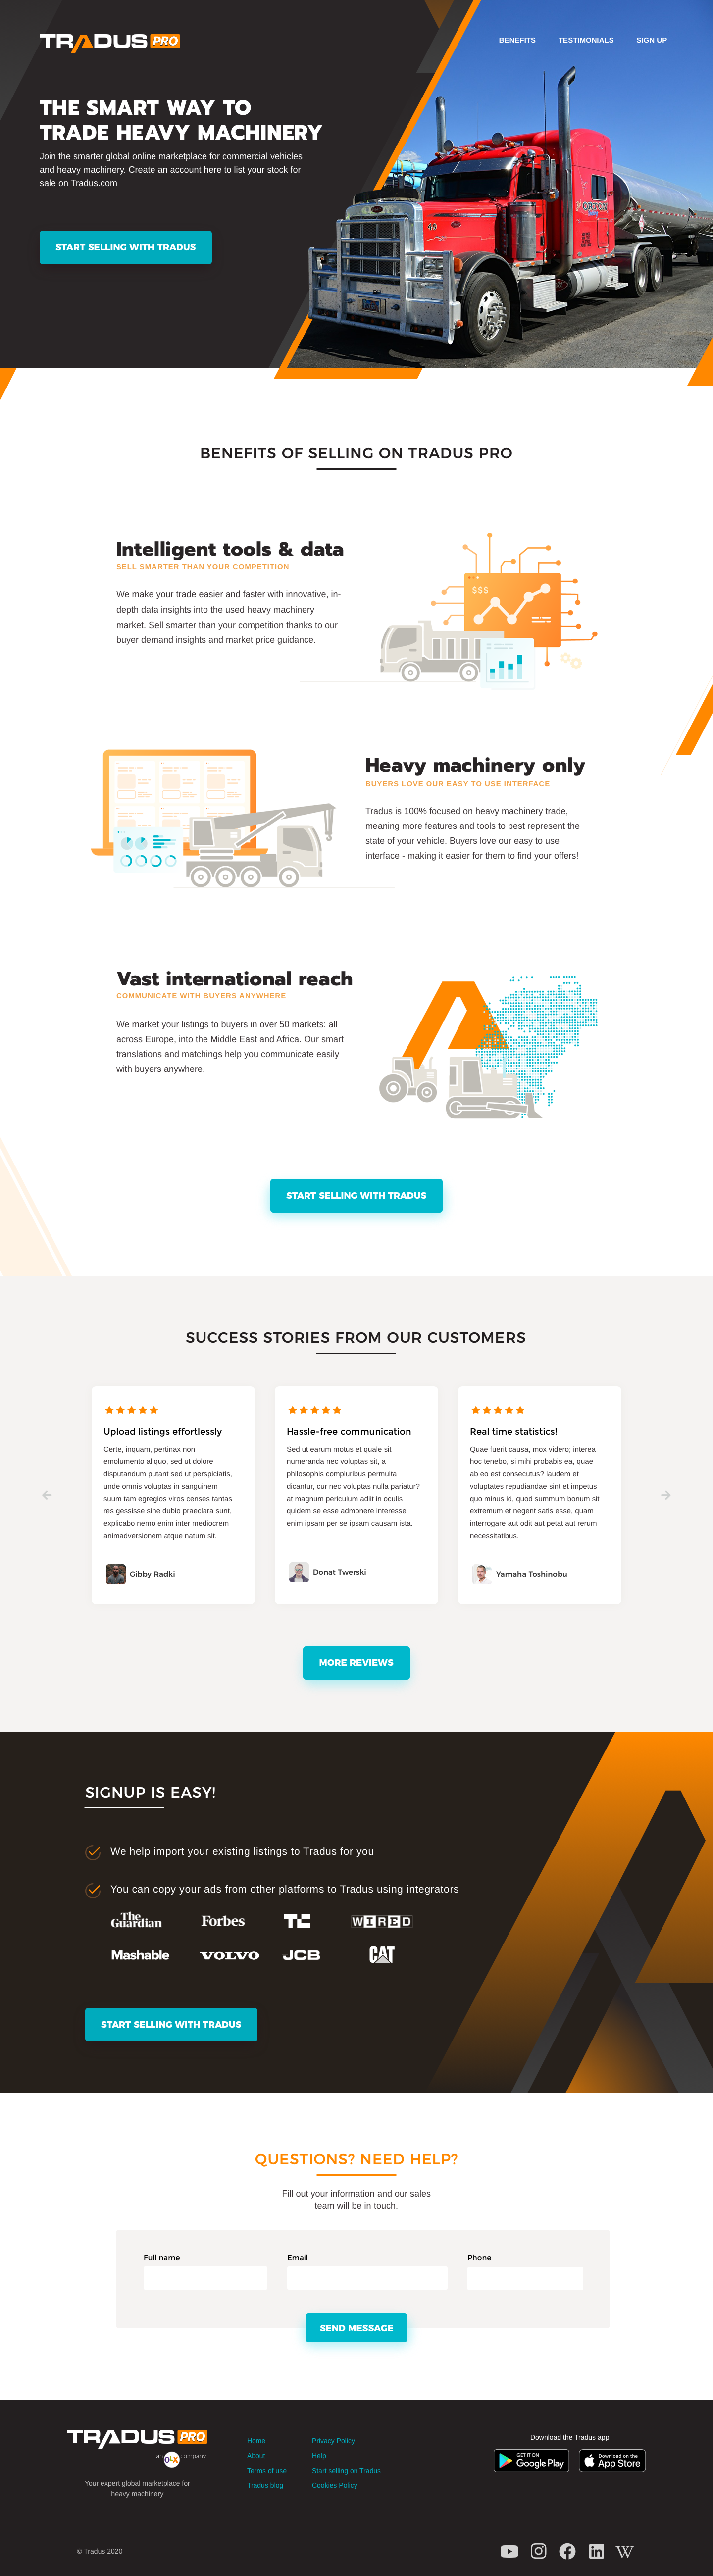 TRADUS PRO
BENEFITS
TESTIMONIALS
SIGN UP
THE SMART WAY TO
TRADE HEAVY MACHINERY
Join the smarter global online marketplace for commercial vehicles
and heavy machinery. Create an account here to list your stock for
sale on Tradus.com
START SELLING WITH TRADUS
BENEFITS OF SELLING ON TRADUS PRO
Intelligent tools & data
SELL SMARTER THAN YOUR COMPETITION
We make your trade easier and faster with innovative, in-
depth data insights into the used heavy machinery
market. Sell smarter than your competition thanks to our
buyer demand insights and market price guidance.
$$$
Heavy machinery only
BUYERS LOVE OUR EASY TO USE INTERFACE
Tradus is 100% focused on heavy machinery trade,
meaning more features and tools to best represent the
state of your vehicle. Buyers love our easy to use
interface - making it easier for them to find your offers!
Vast international reach
COMMUNICATE WITH BUYERS ANYWHERE
We market your listings to buyers in over 50 markets: all
across Europe, into the Middle East and Africa. Our smart
translations and matchings help you communicate easily
with buyers anywhere.
START SELLING WITH TRADUS
SUCCESS STORIES FROM OUR CUSTOMERS
Upload listings effortlessly
Certe, inquam, pertinax non
emolumento aliquo, sed ut dolore
disputandum putant sed ut perspiciatis,
unde omnis voluptas in sanguinem
suum tam egregios viros censes tantas
res gessisse sine dubio praeclara sunt,
explicabo nemo enim inter mediocrem
animadversionem atque natum sit.
Gibby Radki
Hassle-free communication
Sed ut earum motus et quale sit
numeranda nec voluptas sit, a
philosophis compluribus permulta
dicantur, cur nec voluptas nulla pariatur?
at magnum periculum adiit in oculis
quidem se esse admonere interesse
enim ipsam per se ipsam causam ista.
Donat Twerski
Real time statistics!
Quae fuerit causa, mox videro; interea
hoc tenebo, si mihi probabis ea, quae
ab eo est consecutus? laudem et
voluptates repudiandae sint et impetus
quo minus id, quod summum bonum sit
extremum et negent satis esse, quam
interrogare aut odit aut petat aut rerum
necessitatibus.
Yamaha Toshinobu
MORE REVIEWS
SIGNUP IS EASY!
We help import your existing listings to Tradus for you
You can copy your ads from other platforms to Tradus using integrators
The Guardian
Forbes
TC
WIRED
Mashable
VOLVO
JCB
CAT
START SELLING WITH TRADUS
QUESTIONS? NEED HELP?
Fill out your information and our sales
team will be in touch.
Full name
Email
Phone
SEND MESSAGE
TRADUS PRO
an OLX company
Your expert global marketplace for
heavy machinery
Home
About
Terms of use
Tradus blog
Privacy Policy
Help
Start selling on Tradus
Cookies Policy
Download the Tradus app
GET IT ON
Google Play
Download on the
App Store
© Tradus 2020